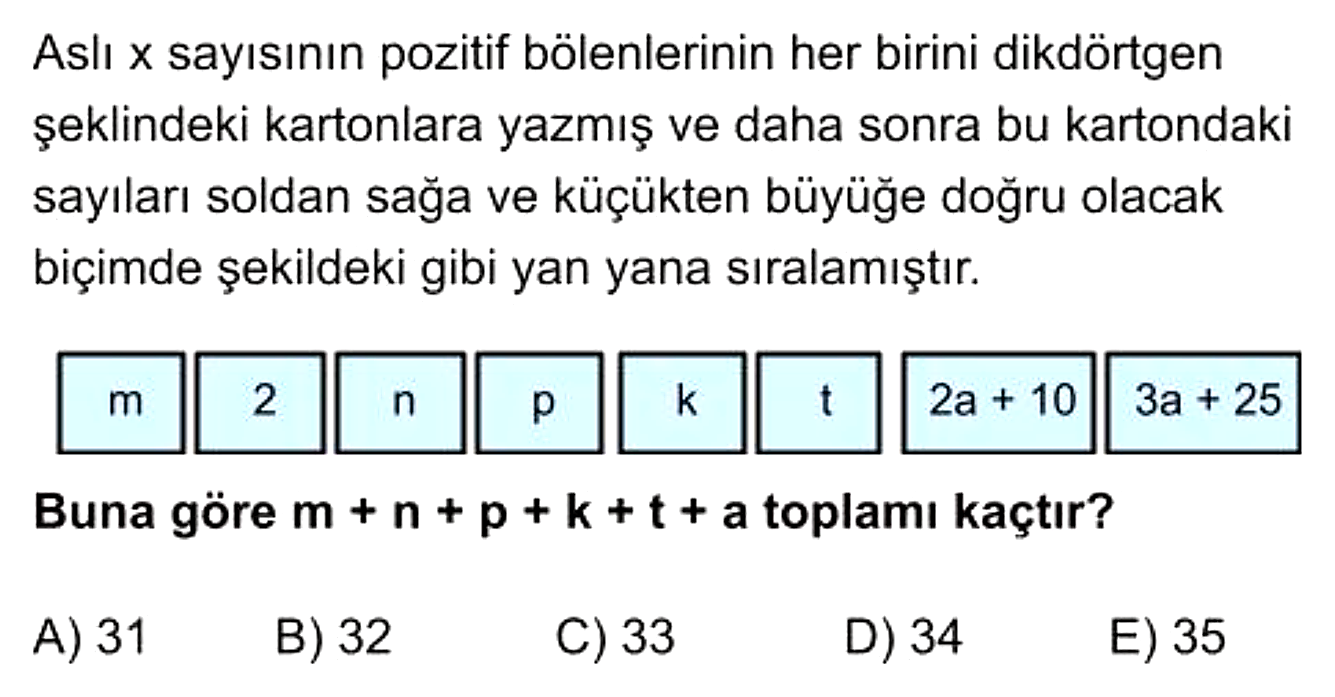 Aslı x sayısının pozitif bölenlerinin her birini dikdörtgen
şeklindeki kartonlara yazmış ve daha sonra bu kartondaki
sayıları soldan sağa ve küçükten büyüğe doğru olacak
biçimde şekildeki gibi yan yana sıralamıştır.
m 2 n p k t 2a + 10 3a + 25
Buna göre m + n + p + k + t + a toplamı kaçtır?
A) 31 B) 32 C) 33 D) 34 E) 35